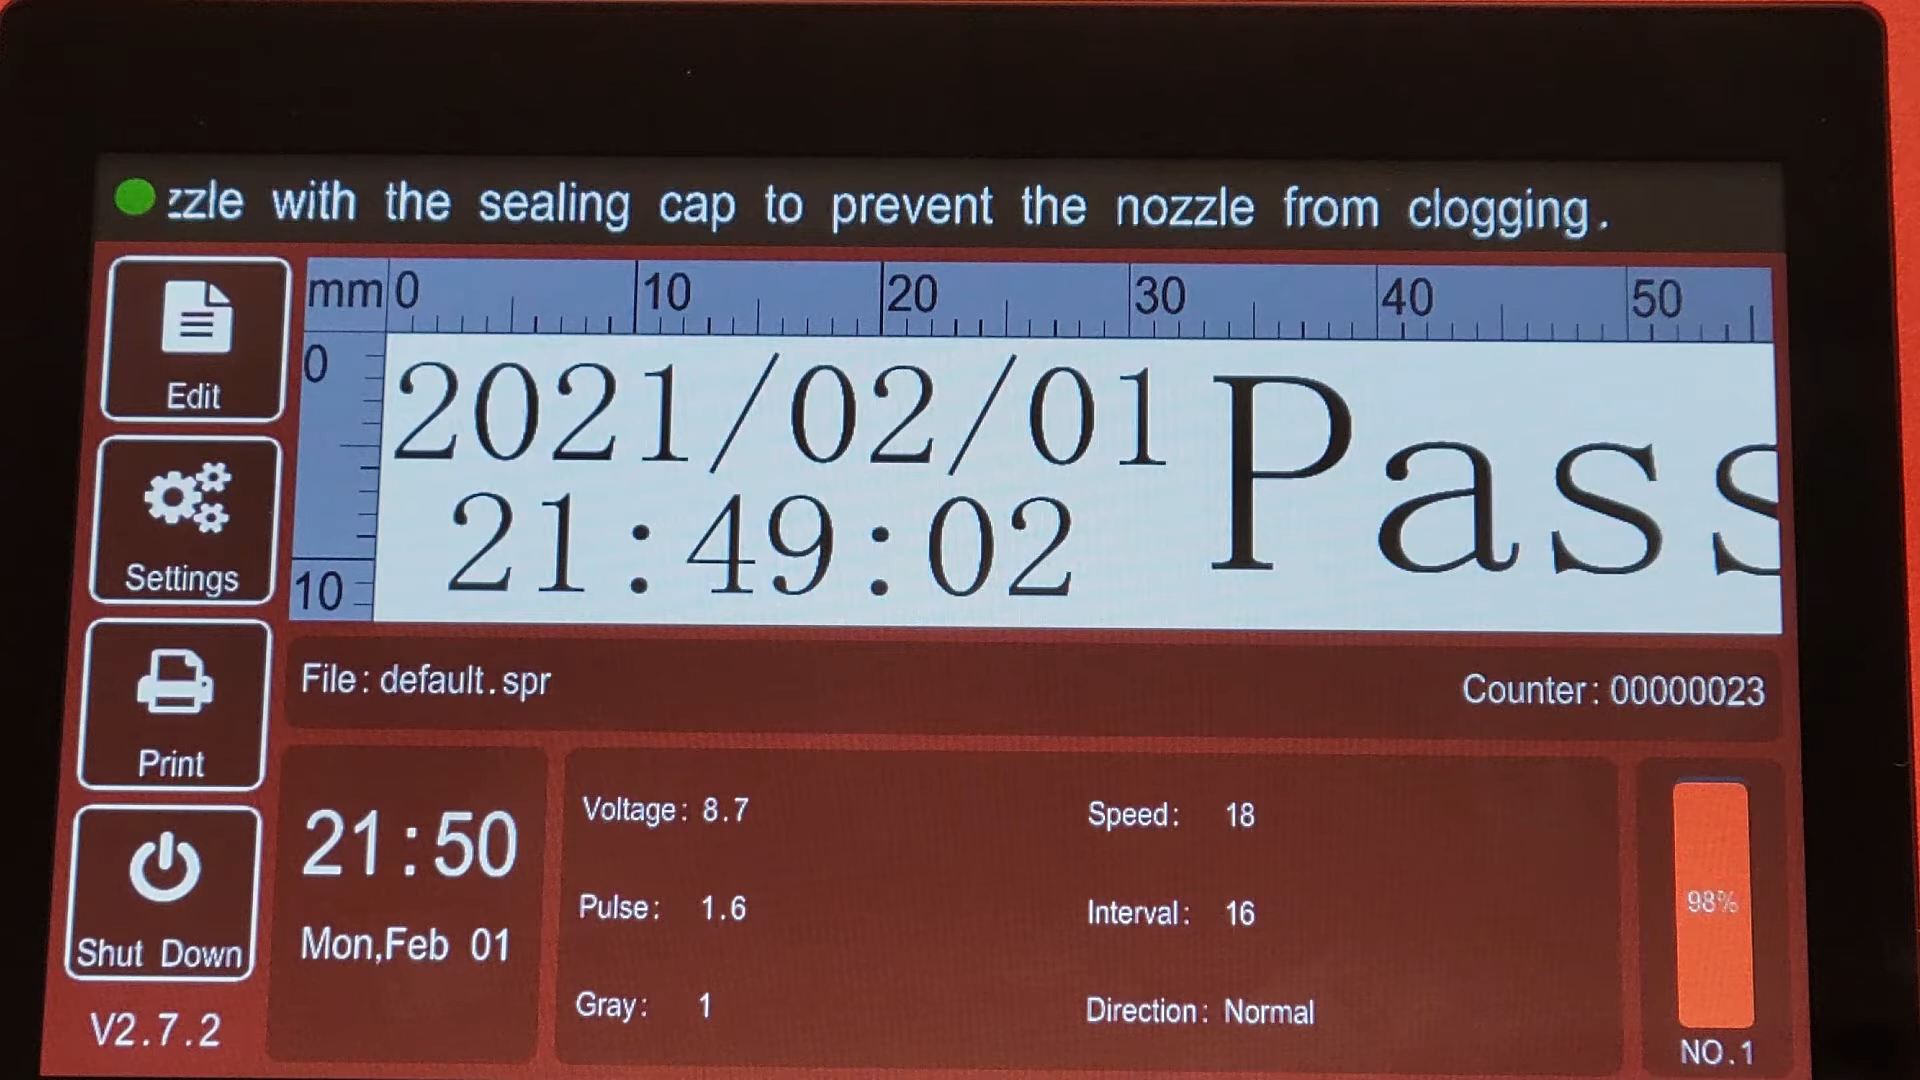 zzle with the sealing cap to prevent the nozzle from clogging.
Edit
Settings
Print
Shut Down
V2.7.2
mm 0 10 20 30 40 50
0
10
2021/02/01
21:49:02
Pass
File: default.spr
Counter: 00000023
21:50
Mon,Feb 01
Voltage: 8.7
Pulse: 1.6
Gray: 1
Speed: 18
Interval: 16
Direction: Normal
98%
NO.1